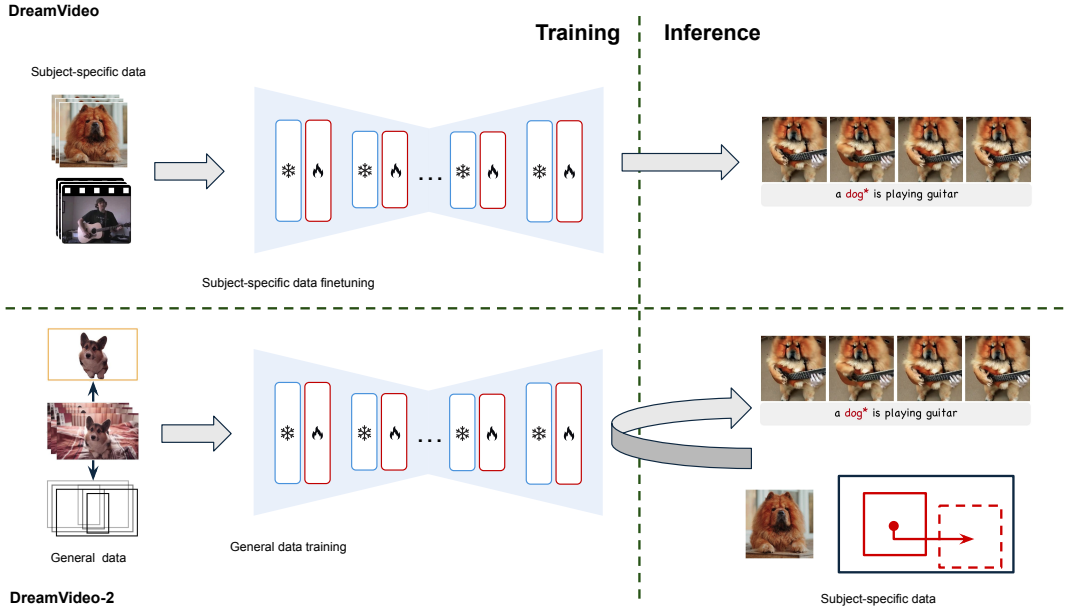 DreamVideo
Training
Inference
Subject-specific data
a dog* is playing guitar
...
Subject-specific data finetuning
a dog* is playing guitar
...
General data
General data training
Subject-specific data
DreamVideo-2